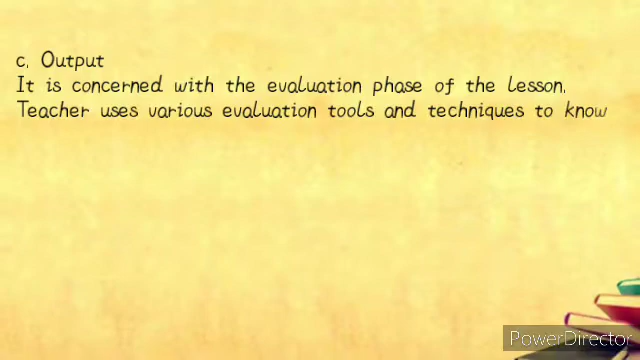 c. Output
It is concerned with the evaluation phase of the lesson.
Teacher uses various evaluation tools and techniques to know
PowerDirector